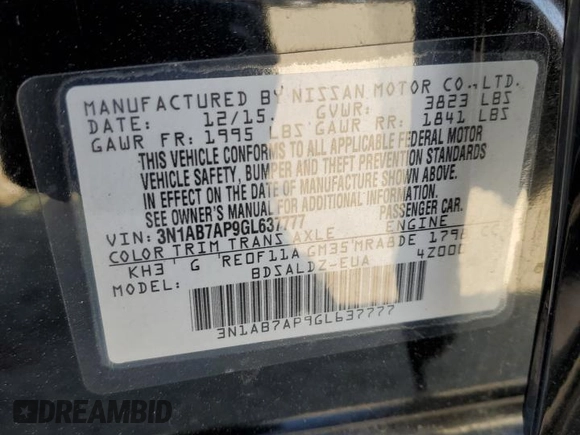 MANUFACTURED BY NISSAN MOTOR CO.,LTD.
DATE: 12/15 GVWR: 3823 LBS
GAWR FR: 1995 LBS GAWR RR: 1841 LBS
THIS VEHICLE CONFORMS TO ALL APPLICABLE FEDERAL MOTOR
VEHICLE SAFETY, BUMPER, AND THEFT PREVENTION STANDARDS
IN EFFECT ON THE DATE OF MANUFACTURE SHOWN ABOVE.
SEE OWNER'S MANUAL FOR ADDITIONAL INFORMATION.
VIN: 3N1AB7AP9GL637777 PASSENGER CAR
COLOR TRIM TRANS AXLE ENGINE
KH3 G RE0F11A GM35 MRA8DE 1798 CC
MODEL: BDSALDZ-EUA 4Z000
3N1AB7AP9GL637777
DREAMBID